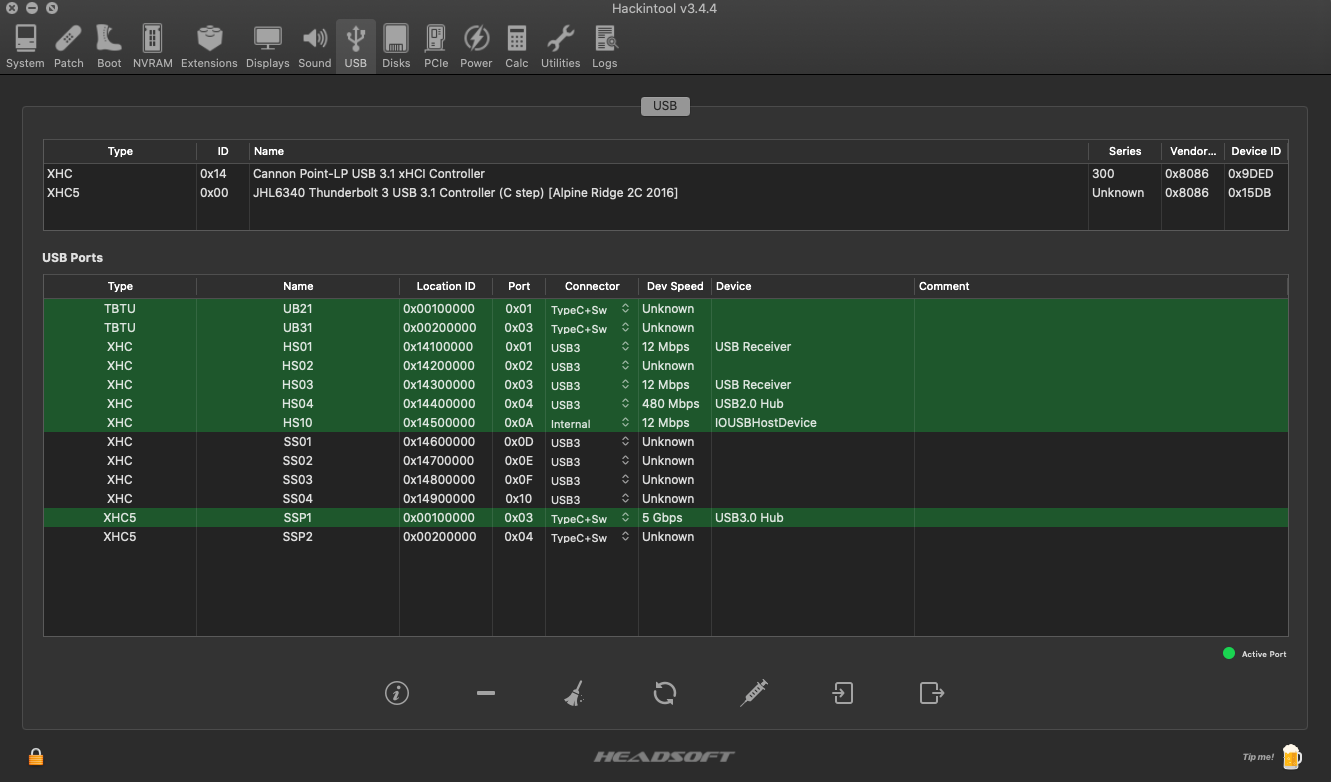 Hackintool v3.4.4
System Patch Boot NVRAM Extensions Displays Sound USB Disks PCIe Power Calc Utilities Logs
USB
Type ID Name Series Vendor... Device ID
XHC 0x14 Cannon Point-LP USB 3.1 xHCI Controller 300 0x8086 0x9DED
XHC5 0x00 JHL6340 Thunderbolt 3 USB 3.1 Controller (C step) [Alpine Ridge 2C 2016] Unknown 0x8086 0x15DB
USB Ports
Type Name Location ID Port Connector Dev Speed Device Comment
TBTU UB21 0x00100000 0x01 TypeC+Sw Unknown
TBTU UB31 0x00200000 0x03 TypeC+Sw Unknown
XHC HS01 0x14100000 0x01 USB3 12 Mbps USB Receiver
XHC HS02 0x14200000 0x02 USB3 Unknown
XHC HS03 0x14300000 0x03 USB3 12 Mbps USB Receiver
XHC HS04 0x14400000 0x04 USB3 480 Mbps USB2.0 Hub
XHC HS10 0x14500000 0x0A Internal 12 Mbps IOUSBHostDevice
XHC SS01 0x14600000 0x0D USB3 Unknown
XHC SS02 0x14700000 0x0E USB3 Unknown
XHC SS03 0x14800000 0x0F USB3 Unknown
XHC SS04 0x14900000 0x10 USB3 Unknown
XHC5 SSP1 0x00100000 0x03 TypeC+Sw 5 Gbps USB3.0 Hub
XHC5 SSP2 0x00200000 0x04 TypeC+Sw Unknown
Active Port
HEADSOFT
Tip me!